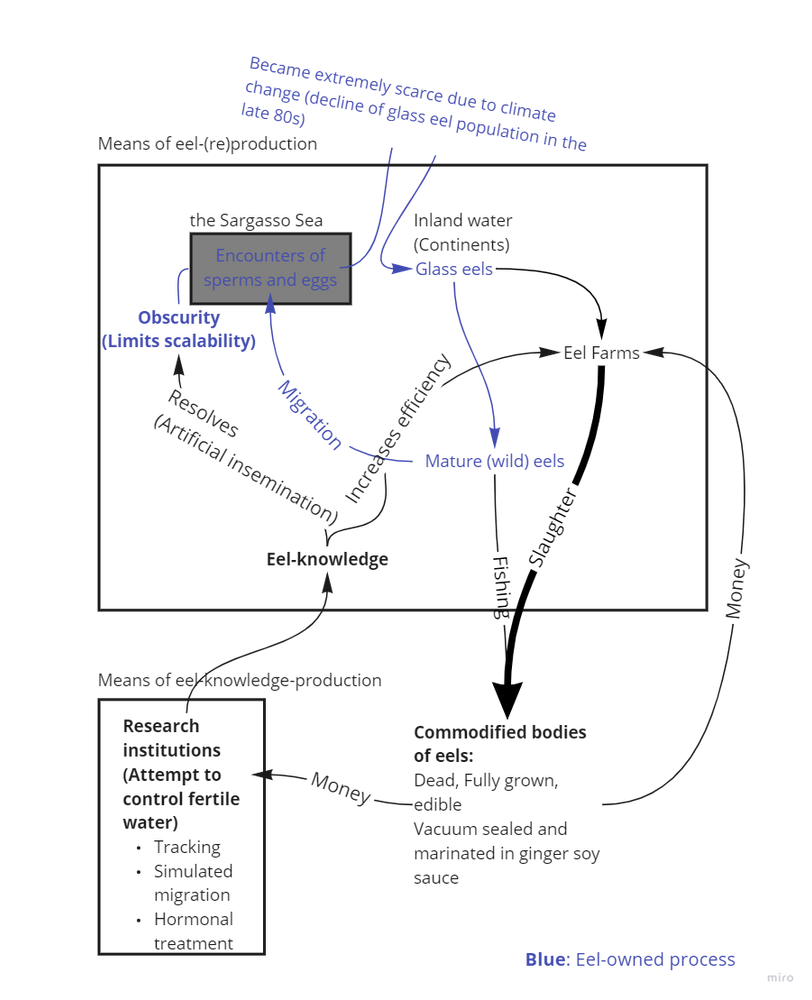 Became extremely scarce due to climate
change (decline of glass eel population in the
late 80s)
Means of eel-(re)production
the Sargasso Sea
Encounters of
sperms and eggs
Inland water
(Continents)
Glass eels
Obscurity
(Limits scalability)
Eel Farms
Resolves
(Artificial insemination)
Migration
Increases efficiency
Mature (wild) eels
Slaughter
Fishing
Eel-knowledge
Money
Means of eel-knowledge-production
Research
institutions
(Attempt to
control fertile
water)
• Tracking
• Simulated
migration
• Hormonal
treatment
Money
Commodified bodies
of eels:
Dead, Fully grown,
edible
Vacuum sealed and
marinated in ginger soy
sauce
Blue: Eel-owned process
miro